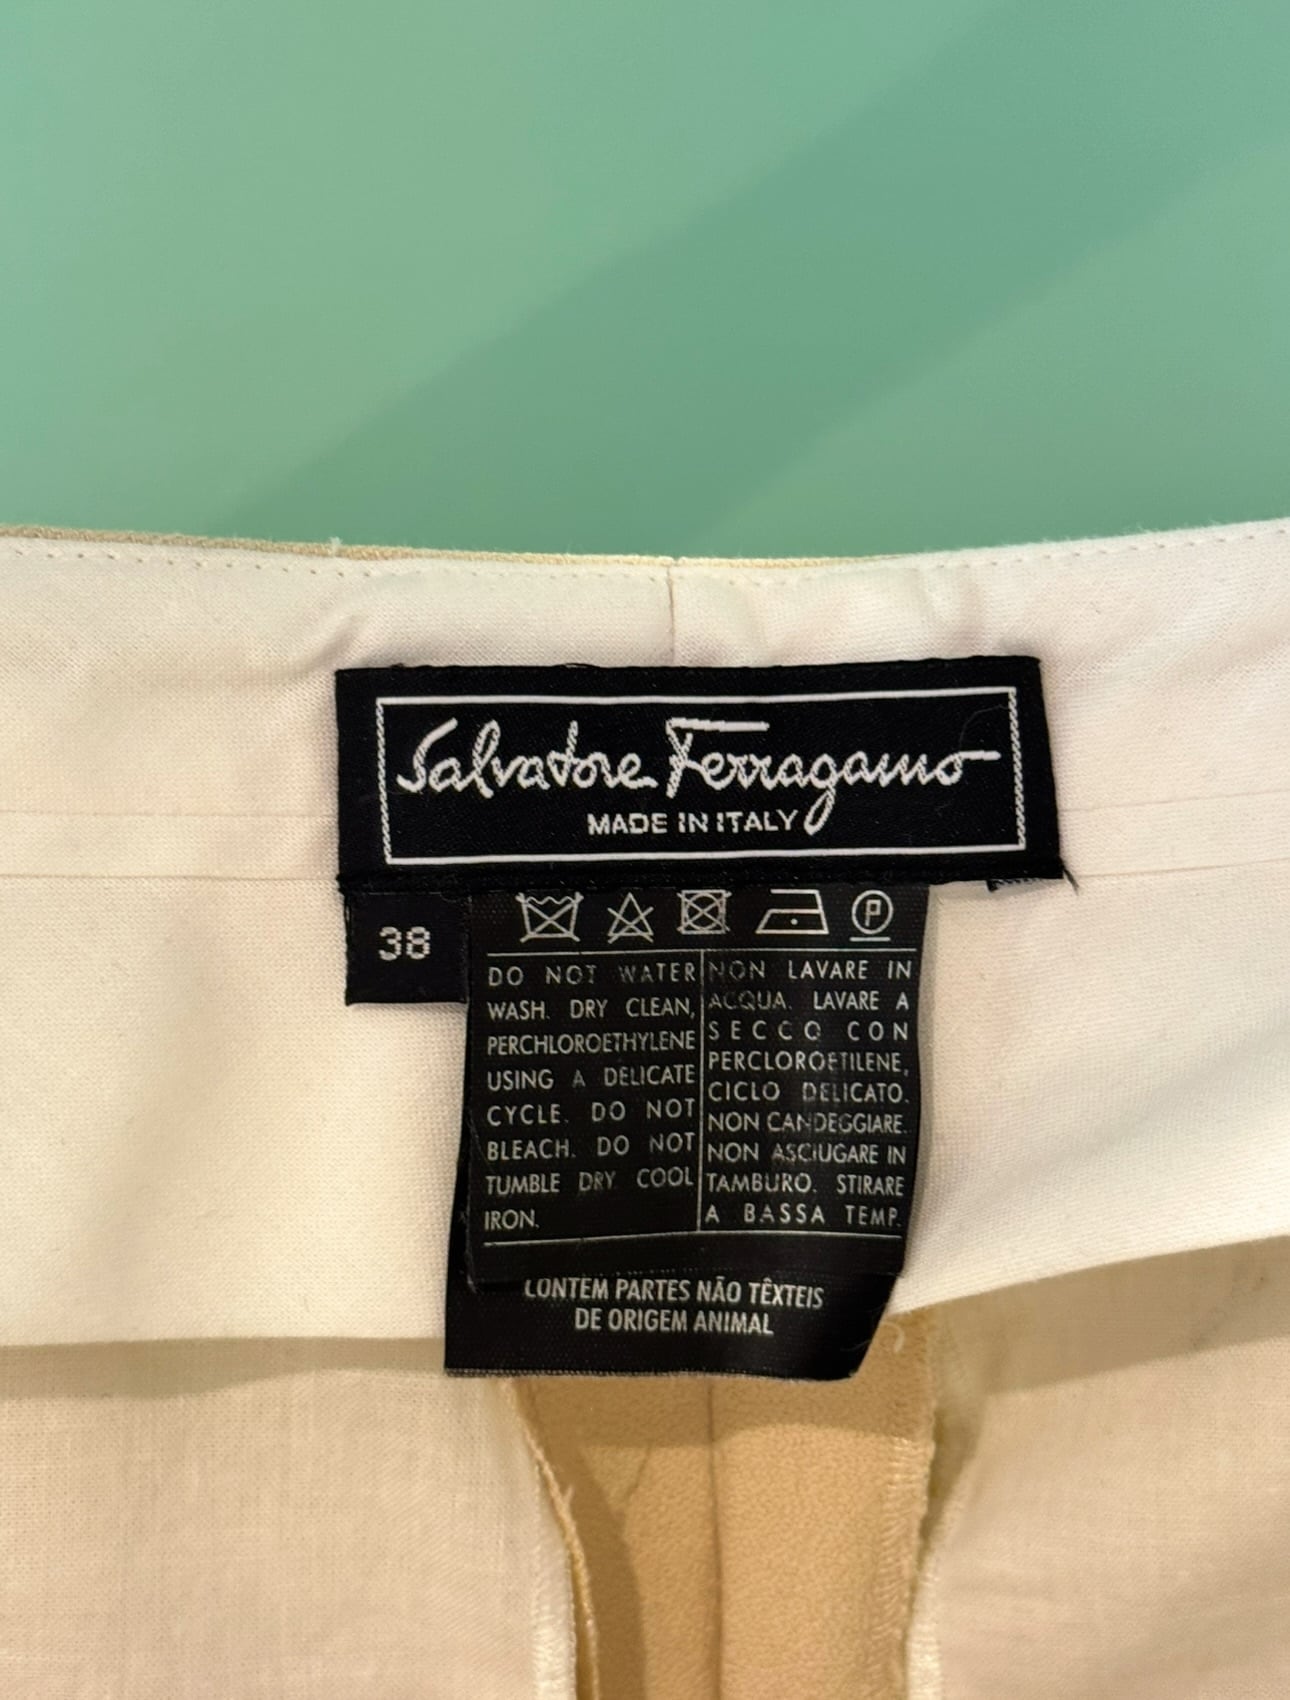 Salvatore Ferragamo
MADE IN ITALY
38
P
DO NOT WATER
WASH. DRY CLEAN,
PERCHLOROETHYLENE
USING A DELICATE
CYCLE. DO NOT
BLEACH. DO NOT
TUMBLE DRY COOL
IRON.
NON LAVARE IN
ACQUA. LAVARE A
SECCO CON
PERCLOROETILENE,
CICLO DELICATO.
NON CANDEGGIARE.
NON ASCIUGARE IN
TAMBURO. STIRARE
A BASSA TEMP.
CONTEM PARTES NÃO TÊXTEIS
DE ORIGEM ANIMAL